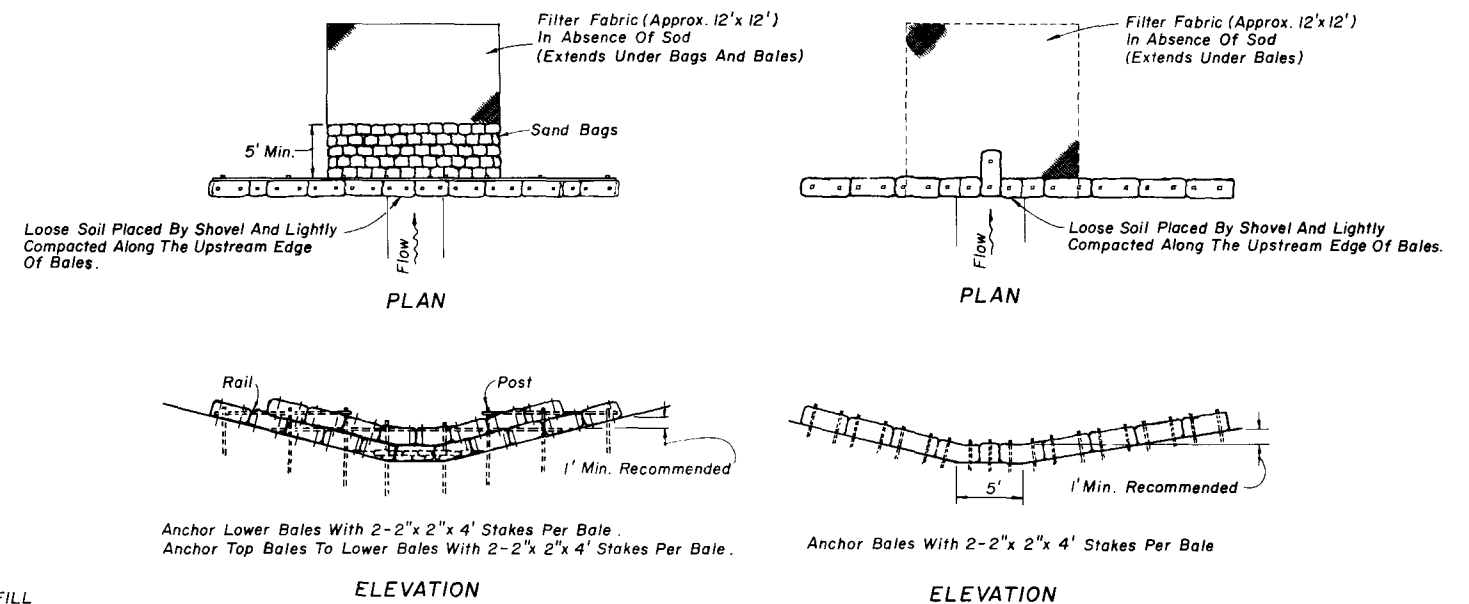 Filter Fabric (Approx. 12'x 12')
In Absence Of Sod
(Extends Under Bags And Bales)
Sand Bags
5' Min.
Loose Soil Placed By Shovel And Lightly
Compacted Along The Upstream Edge
Of Bales.
Flow
PLAN
Filter Fabric (Approx. 12'x 12')
In Absence Of Sod
(Extends Under Bales)
Loose Soil Placed By Shovel And Lightly
Compacted Along The Upstream Edge Of Bales.
Flow
PLAN
Rail
Post
1' Min. Recommended
Anchor Lower Bales With 2-2"x 2"x 4' Stakes Per Bale.
Anchor Top Bales To Lower Bales With 2-2"x 2"x 4' Stakes Per Bale.
ELEVATION
5'
1' Min. Recommended
Anchor Bales With 2-2"x 2"x 4' Stakes Per Bale
ELEVATION
FILL